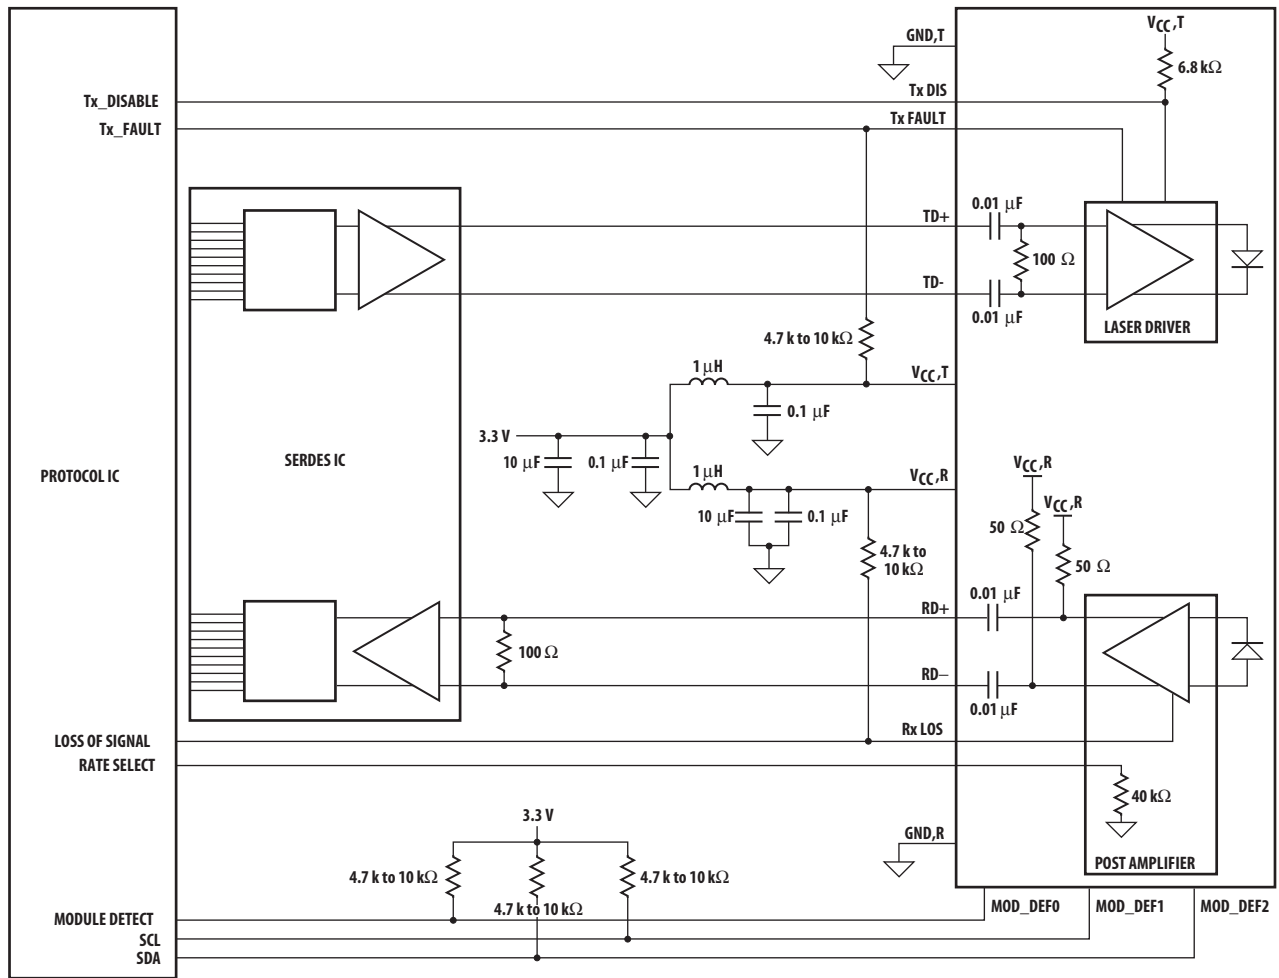 V_CC,T
GND,T
6.8 kΩ
Tx_DISABLE
Tx DIS
Tx_FAULT
Tx FAULT
0.01 µF
TD+
100 Ω
TD-
0.01 µF
LASER DRIVER
4.7 k to 10 kΩ
1 µH
V_CC,T
0.1 µF
3.3 V
10 µF
0.1 µF
SERDES IC
PROTOCOL IC
1 µH
V_CC,R
10 µF
0.1 µF
4.7 k to
10 kΩ
V_CC,R
V_CC,R
50 Ω
50 Ω
0.01 µF
RD+
100 Ω
RD–
0.01 µF
LOSS OF SIGNAL
Rx LOS
RATE SELECT
40 kΩ
3.3 V
GND,R
POST AMPLIFIER
4.7 k to 10 kΩ
4.7 k to 10 kΩ
4.7 k to 10 kΩ
MODULE DETECT
MOD_DEF0
MOD_DEF1
MOD_DEF2
SCL
SDA